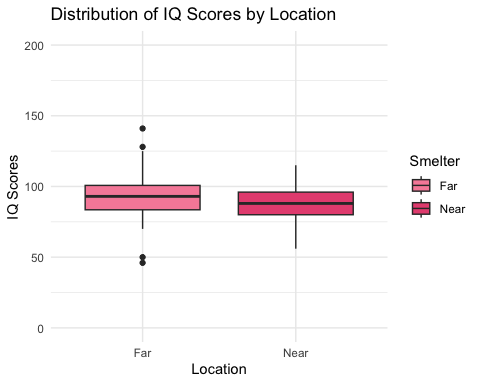 Distribution of IQ Scores by Location
200
150
100
50
0
IQ Scores
Far
Near
Location
Smelter
Far
Near